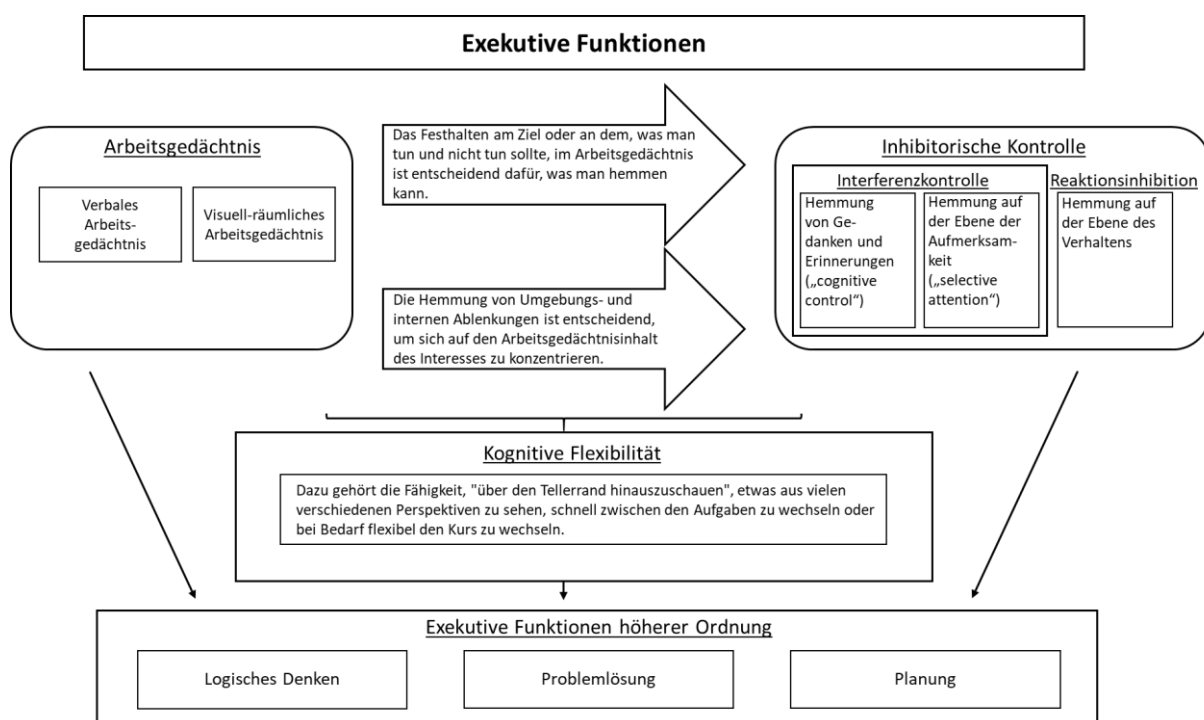 Exekutive Funktionen
Arbeitsgedächtnis
Verbales
Arbeits-
gedächtnis
Visuell-räumliches
Arbeitsgedächtnis
Das Festhalten am Ziel oder an dem, was man
tun und nicht tun sollte, im Arbeitsgedächtnis
ist entscheidend dafür, was man hemmen
kann.
Die Hemmung von Umgebungs- und
internen Ablenkungen ist entscheidend,
um sich auf den Arbeitsgedächtnisinhalt
des Interesses zu konzentrieren.
Inhibitorische Kontrolle
Interferenzkontrolle
Hemmung
von Ge-
danken und
Erinnerungen
(„cognitive
control“)
Hemmung auf
der Ebene der
Aufmerksam-
keit
(„selective
attention“)
Reaktionsinhibition
Hemmung auf
der Ebene des
Verhaltens
Kognitive Flexibilität
Dazu gehört die Fähigkeit, "über den Tellerrand hinauszuschauen", etwas aus vielen
verschiedenen Perspektiven zu sehen, schnell zwischen den Aufgaben zu wechseln oder
bei Bedarf flexibel den Kurs zu wechseln.
Exekutive Funktionen höherer Ordnung
Logisches Denken
Problemlösung
Planung